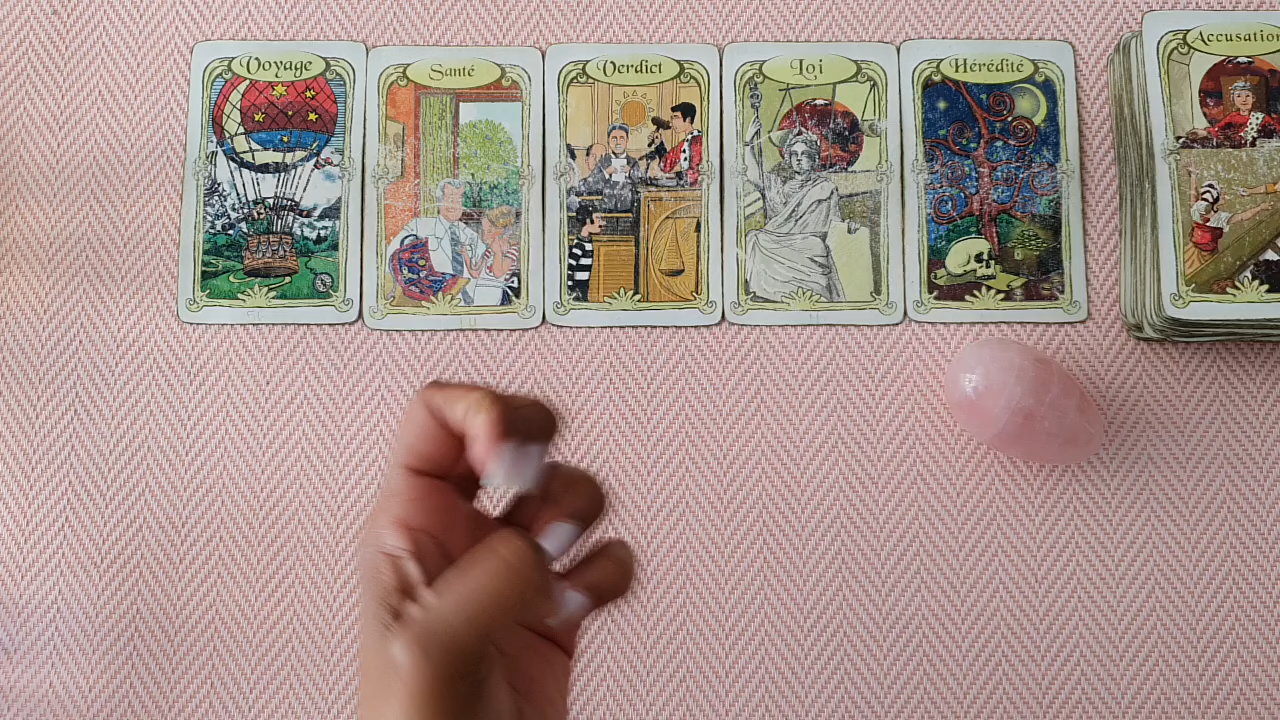 Voyage
Santé
Verdict
Loi
Hérédité
Accusation